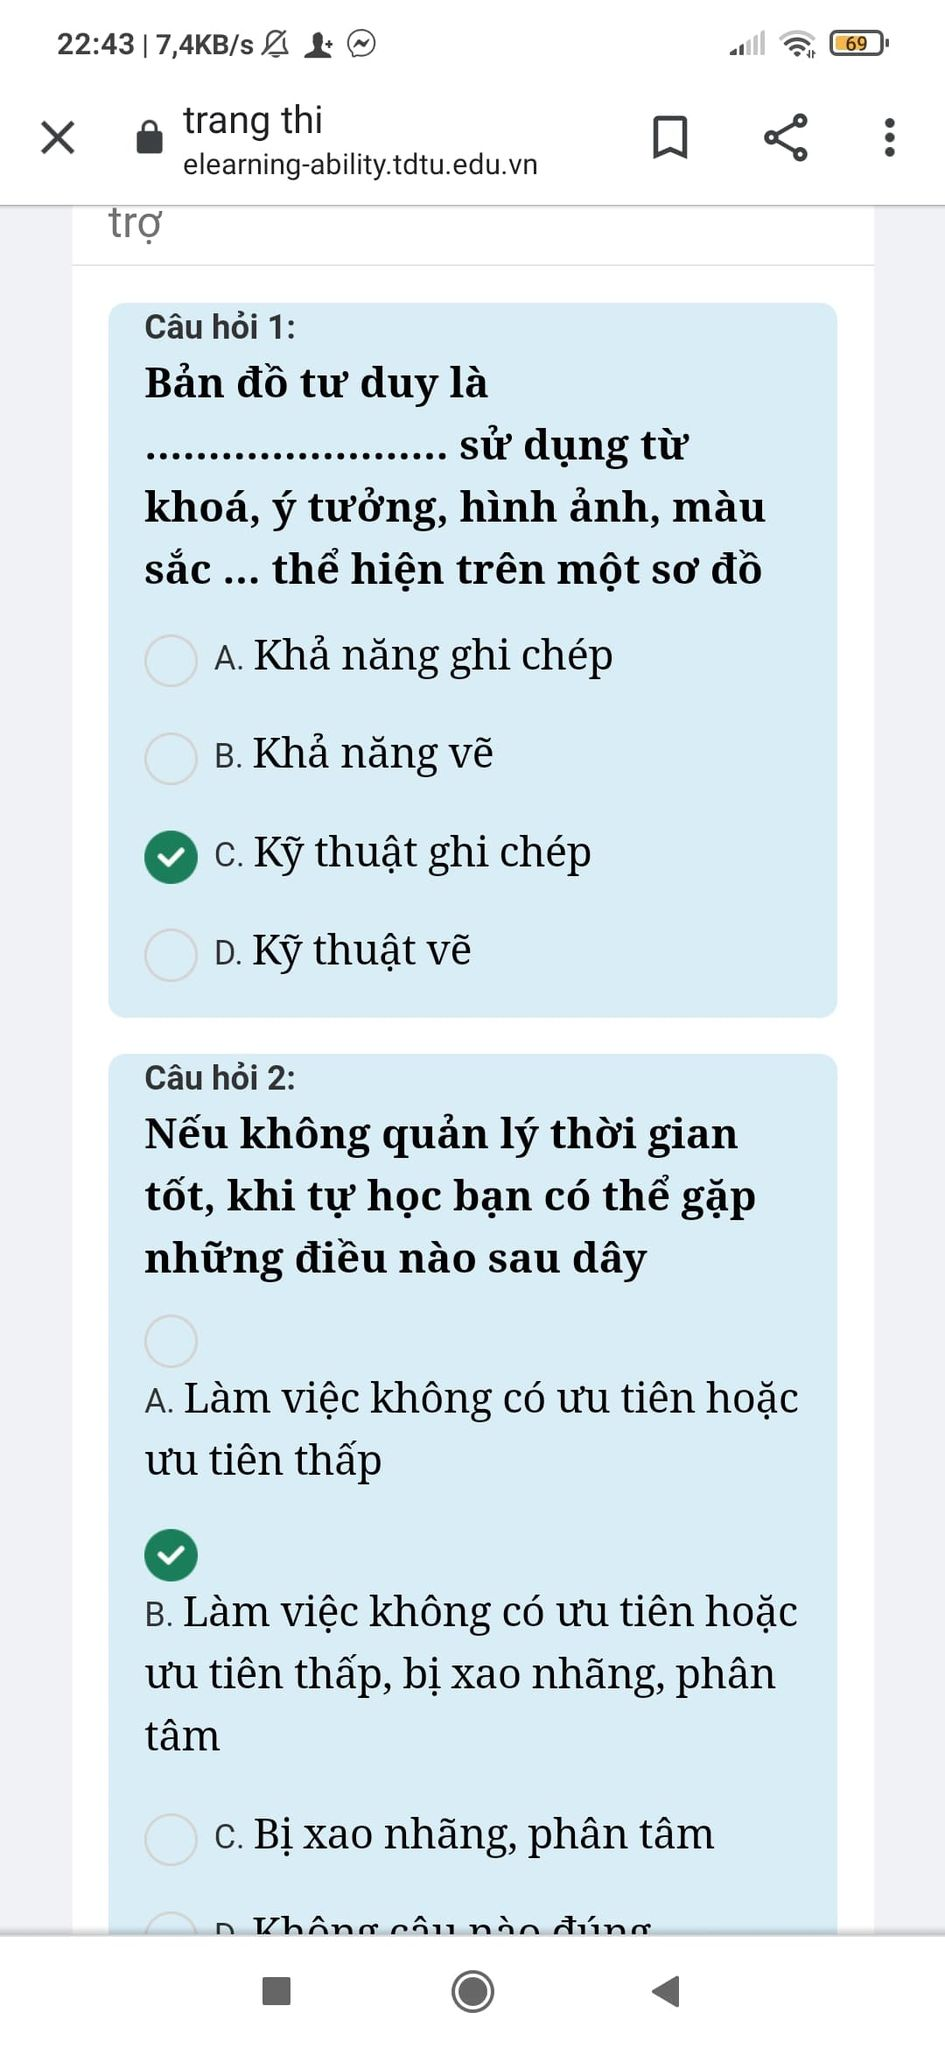 22:43 | 7,4KB/s
69
trang thi
elearning-ability.tdtu.edu.vn
trợ
Câu hỏi 1:
Bản đồ tư duy là
........................ sử dụng từ
khoá, ý tưởng, hình ảnh, màu
sắc ... thể hiện trên một sơ đồ
A. Khả năng ghi chép
B. Khả năng vẽ
C. Kỹ thuật ghi chép
D. Kỹ thuật vẽ
Câu hỏi 2:
Nếu không quản lý thời gian
tốt, khi tự học bạn có thể gặp
những điều nào sau dây
A. Làm việc không có ưu tiên hoặc
ưu tiên thấp
B. Làm việc không có ưu tiên hoặc
ưu tiên thấp, bị xao nhãng, phân
tâm
C. Bị xao nhãng, phân tâm
D. Không câu nào đúng